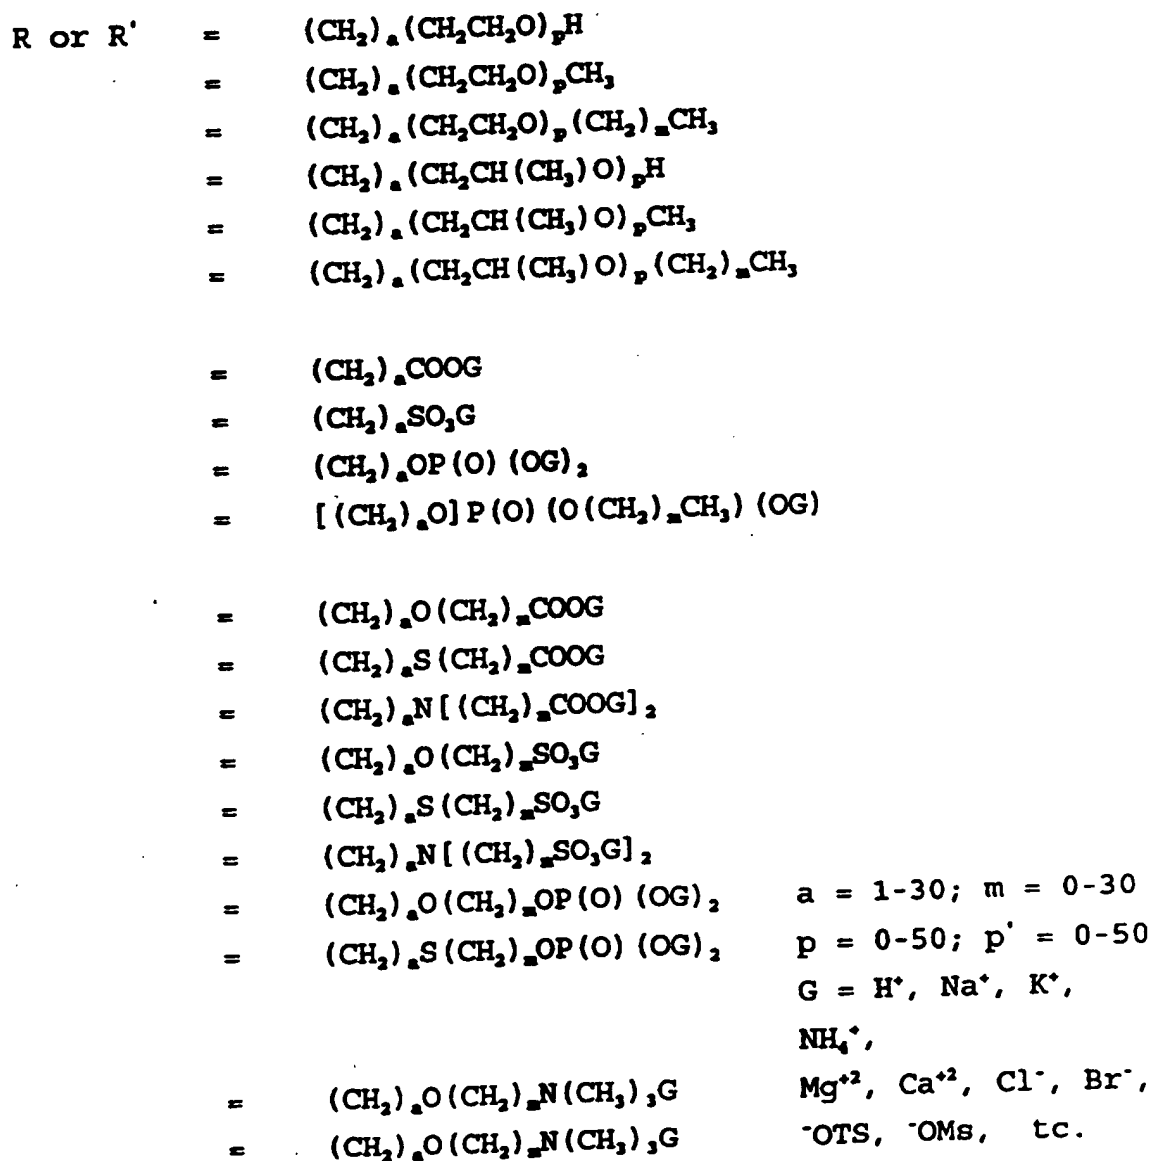 R or R' = (CH₂)ₐ(CH₂CH₂O)ₚH
= (CH₂)ₐ(CH₂CH₂O)ₚCH₃
= (CH₂)ₐ(CH₂CH₂O)ₚ(CH₂)ₘCH₃
= (CH₂)ₐ(CH₂CH(CH₃)O)ₚH
= (CH₂)ₐ(CH₂CH(CH₃)O)ₚCH₃
= (CH₂)ₐ(CH₂CH(CH₃)O)ₚ(CH₂)ₘCH₃
= (CH₂)ₐCOOG
= (CH₂)ₐSO₃G
= (CH₂)ₐOP(O)(OG)₂
= [(CH₂)ₐO]P(O)(O(CH₂)ₘCH₃)(OG)
= (CH₂)ₐO(CH₂)ₘCOOG
= (CH₂)ₐS(CH₂)ₘCOOG
= (CH₂)ₐN[(CH₂)ₘCOOG]₂
= (CH₂)ₐO(CH₂)ₘSO₃G
= (CH₂)ₐS(CH₂)ₘSO₃G
= (CH₂)ₐN[(CH₂)ₘSO₃G]₂
= (CH₂)ₐO(CH₂)ₘOP(O)(OG)₂ a = 1-30; m = 0-30
= (CH₂)ₐS(CH₂)ₘOP(O)(OG)₂ p = 0-50; p' = 0-50
G = H⁺, Na⁺, K⁺,
NH₄⁺,
= (CH₂)ₐO(CH₂)ₘN(CH₃)₃G Mg⁺², Ca⁺², Cl⁻, Br⁻,
= (CH₂)ₐO(CH₂)ₘN(CH₃)₃G ⁻OTS, ⁻OMs, tc.